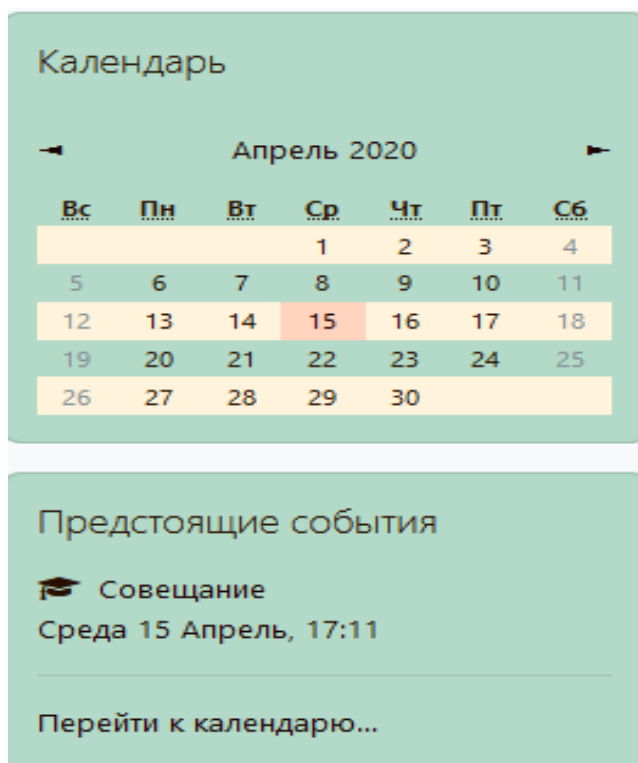 Календарь
Апрель 2020
Вс Пн Вт Ср Чт Пт Сб
1 2 3 4
5 6 7 8 9 10 11
12 13 14 15 16 17 18
19 20 21 22 23 24 25
26 27 28 29 30
Предстоящие события
Совещание
Среда 15 Апрель, 17:11
Перейти к календарю...